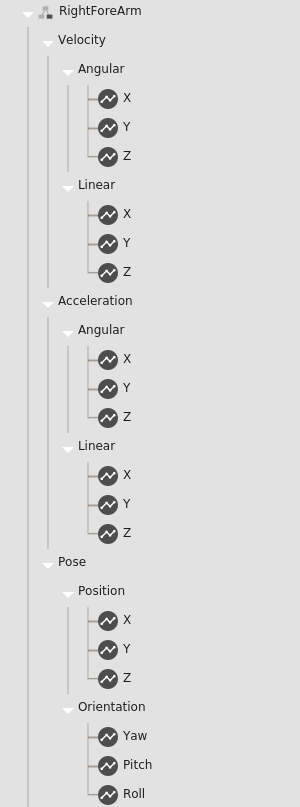 RightForeArm
Velocity
Angular
X
Y
Z
Linear
X
Y
Z
Acceleration
Angular
X
Y
Z
Linear
X
Y
Z
Pose
Position
X
Y
Z
Orientation
Yaw
Pitch
Roll